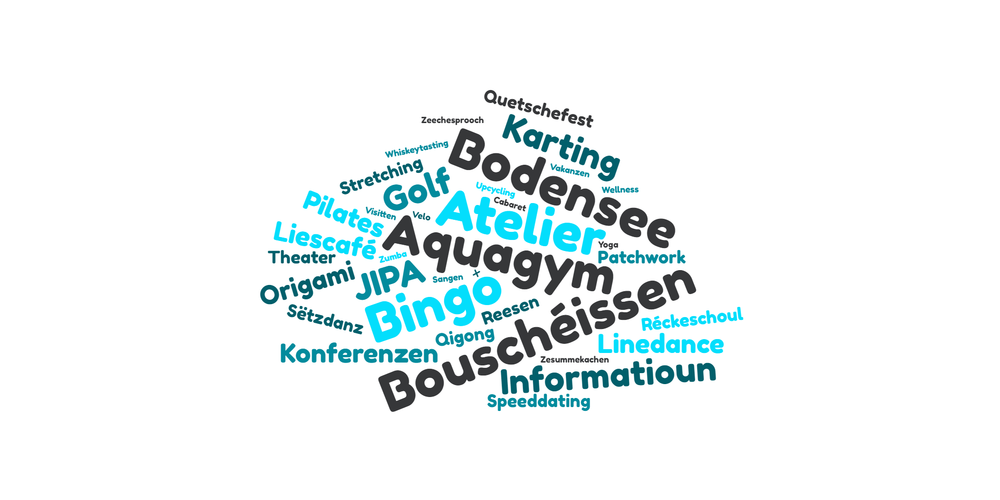 Quetschefest
Zeechesprooch
Karting
Bodensee
Whiskeytasting
Stretching
Vakanzen
Golf
Wellness
Upcycling
Cabaret
Pilates
Visitten
Velo
Atelier
Liescafé
Aquagym
Yoga
Theater
Zumba
Patchwork
Origami
JIPA
Sangen
+
Bingo
Reesen
Bouschéissen
Sëtzdanz
Réckeschoul
Qigong
Linedance
Konferenzen
Zesummekachen
Informatioun
Speeddating